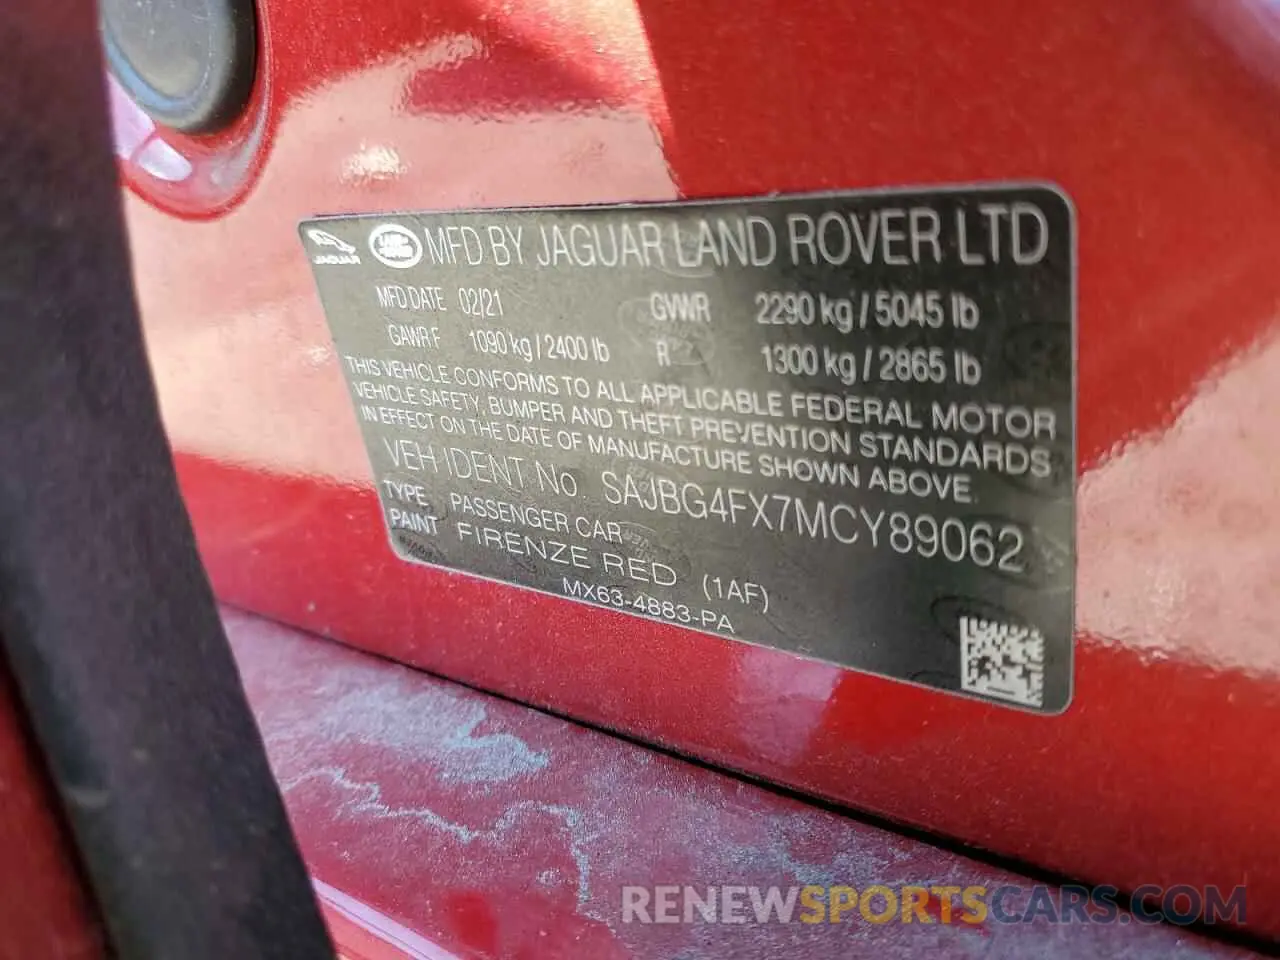 MFD BY JAGUAR LAND ROVER LTD
MFD DATE 02/21 GVWR 2290 kg / 5045 lb
GAWR F 1090 kg / 2400 lb R 1300 kg / 2865 lb
THIS VEHICLE CONFORMS TO ALL APPLICABLE FEDERAL MOTOR
VEHICLE SAFETY, BUMPER AND THEFT PREVENTION STANDARDS
IN EFFECT ON THE DATE OF MANUFACTURE SHOWN ABOVE.
VEH IDENT No. SAJBG4FX7MCY89062
TYPE PASSENGER CAR
PAINT FIRENZE RED (1AF)
MX63-4883-PA
RENEWSPORTSCARS.COM